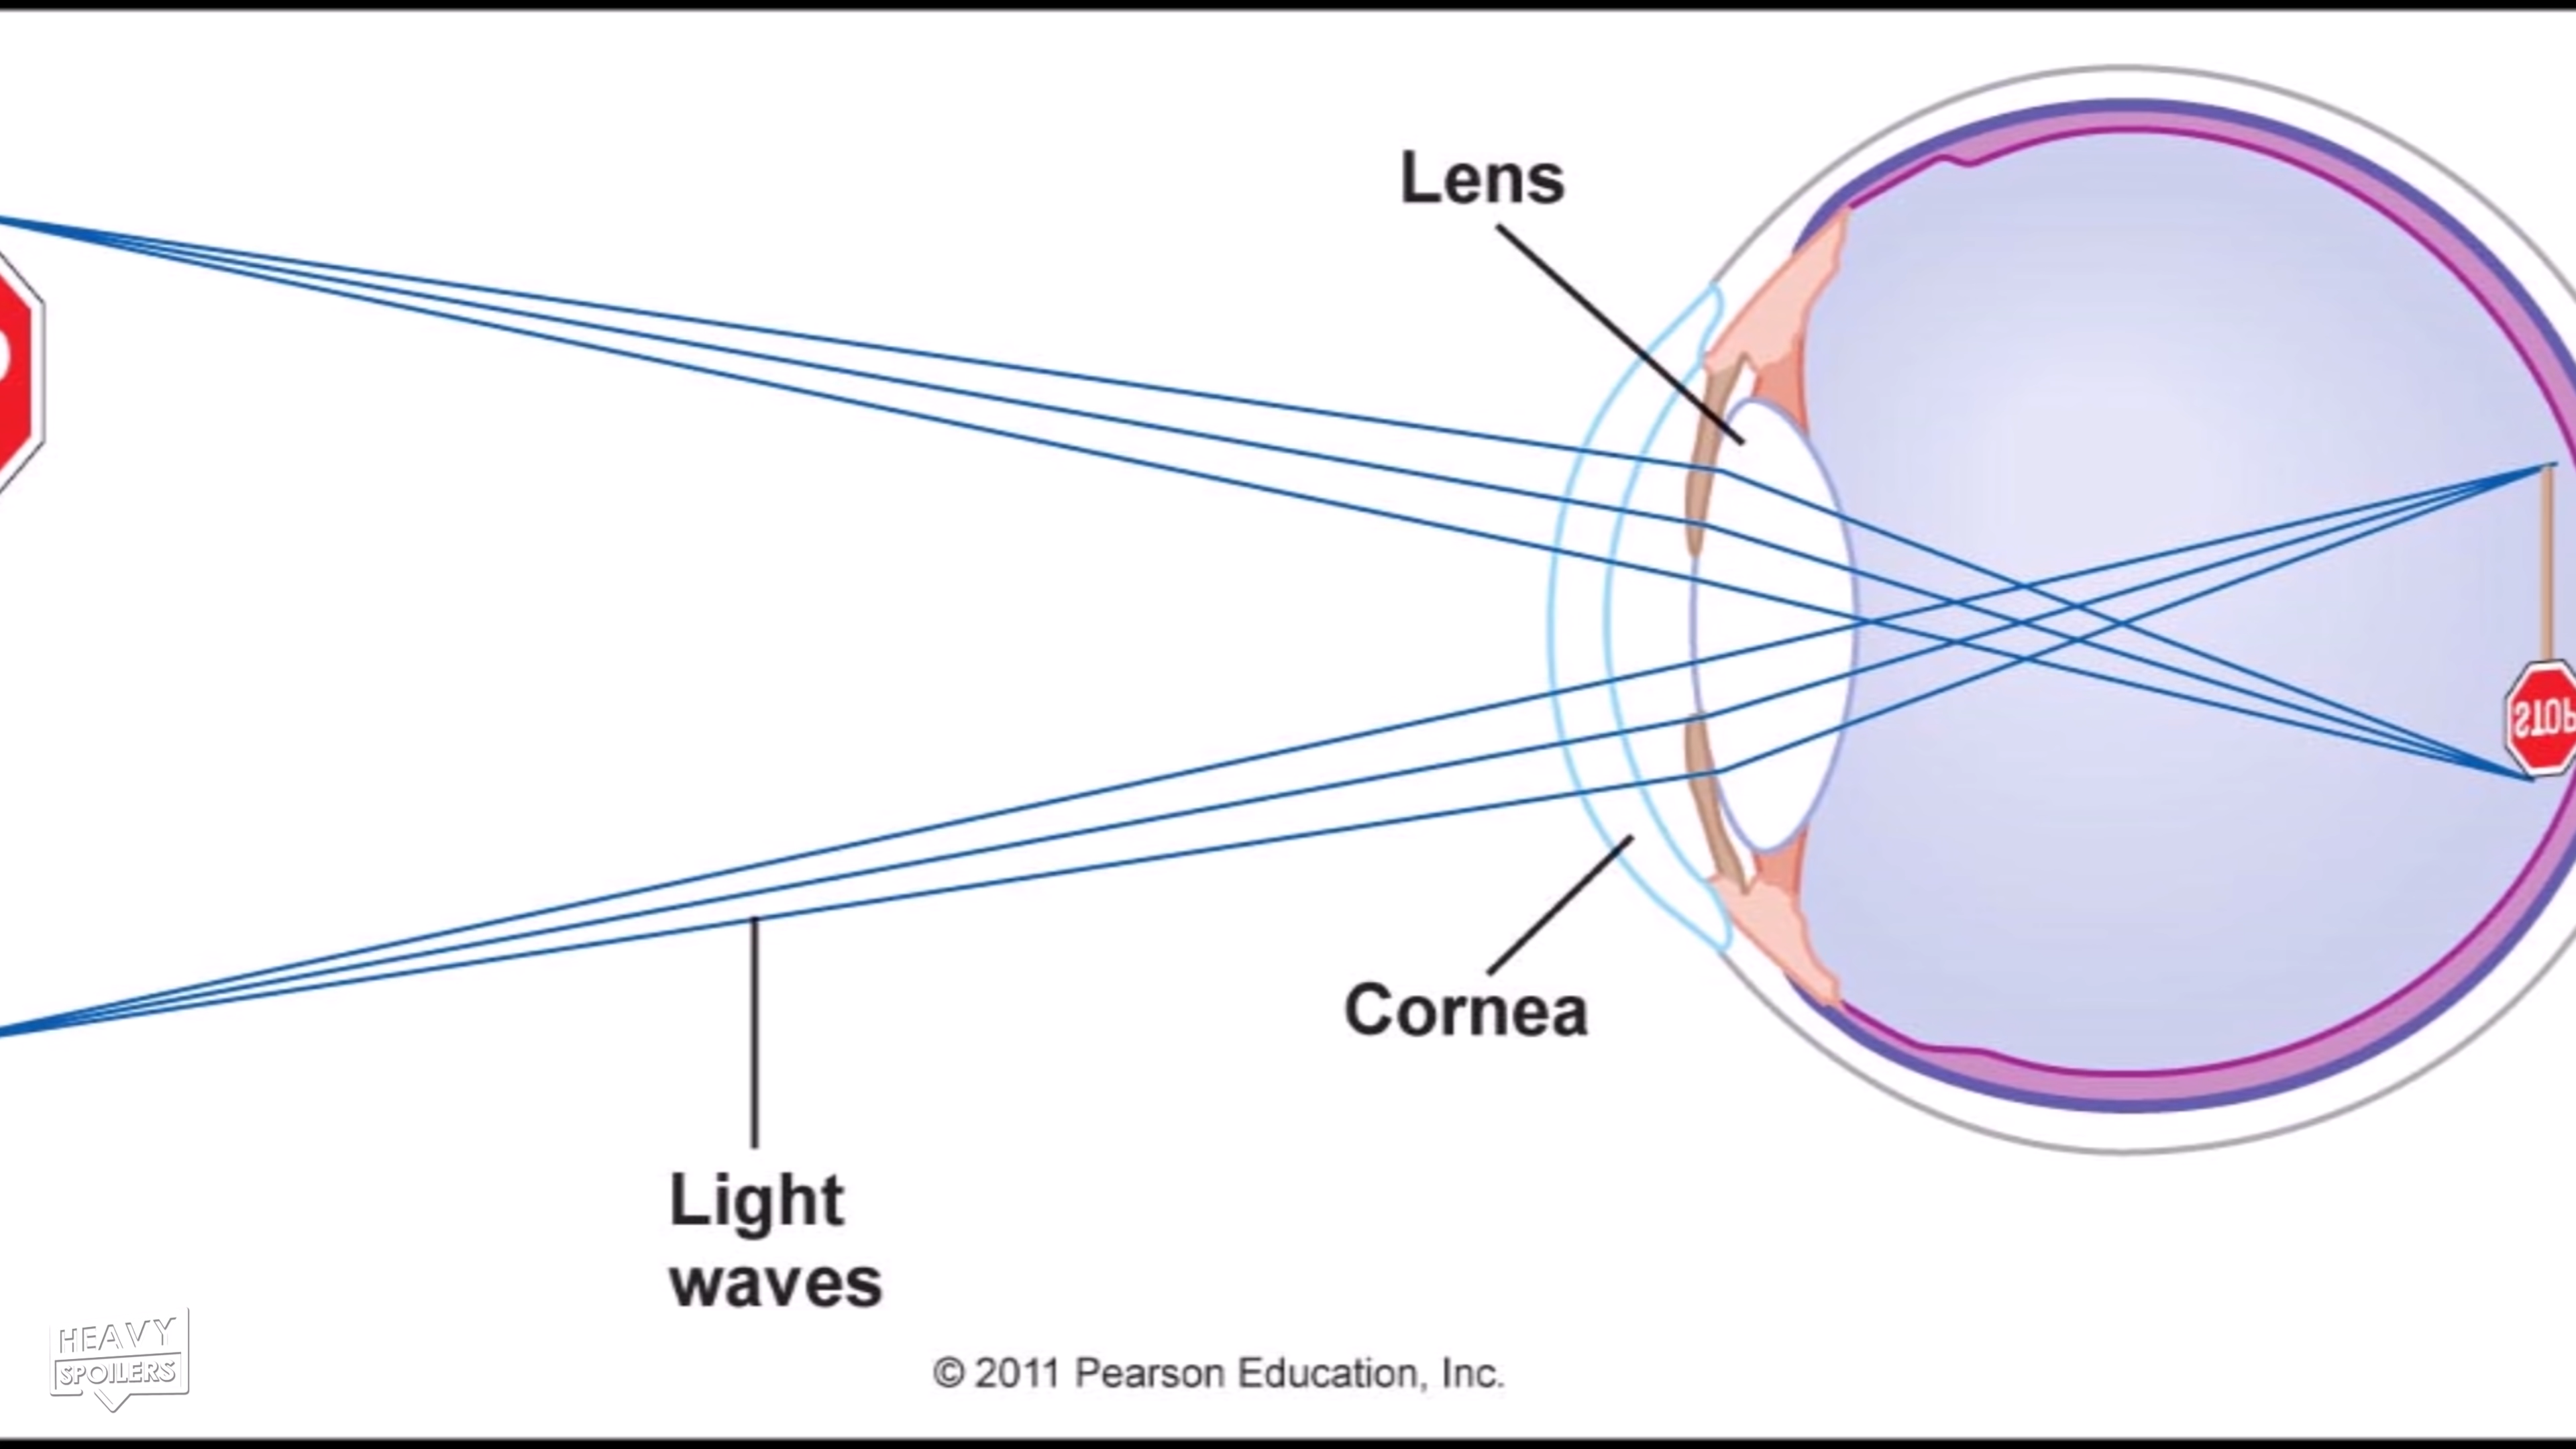 Lens
STOP
Cornea
Light
waves
HEAVY
SPOILERS
© 2011 Pearson Education, Inc.